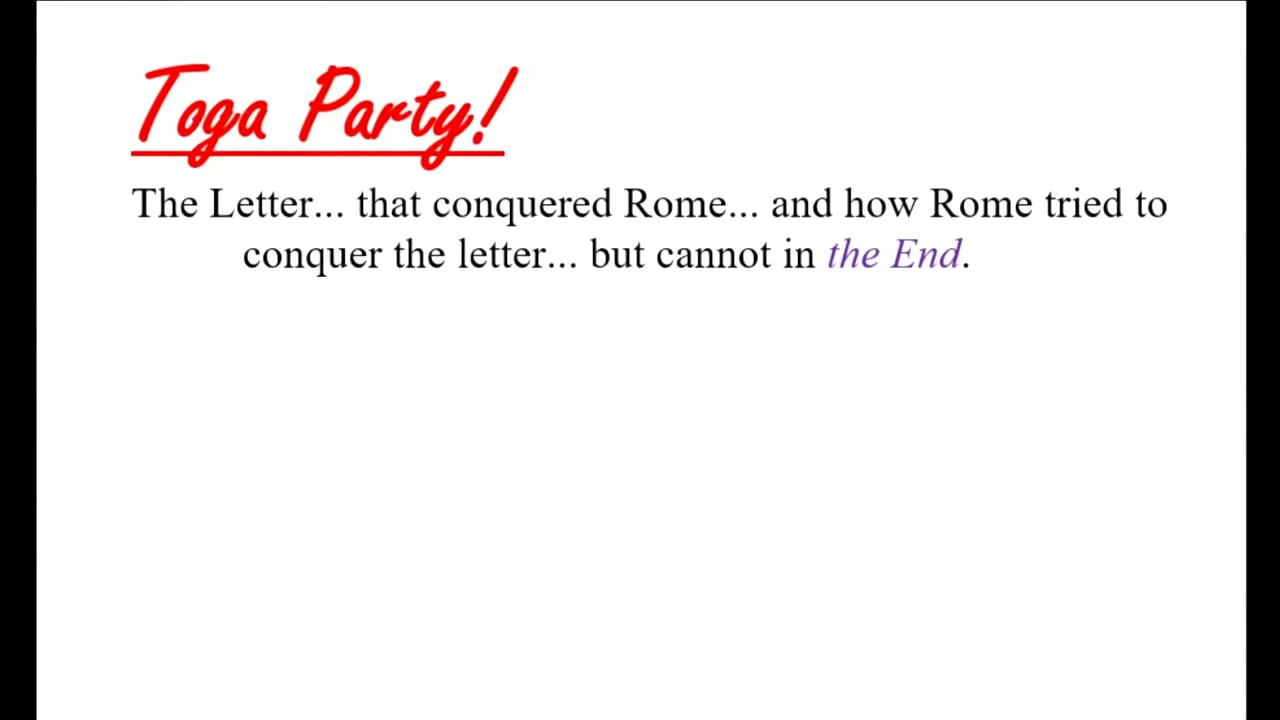 Toga Party!
The Letter... that conquered Rome... and how Rome tried to
conquer the letter... but cannot in the End.